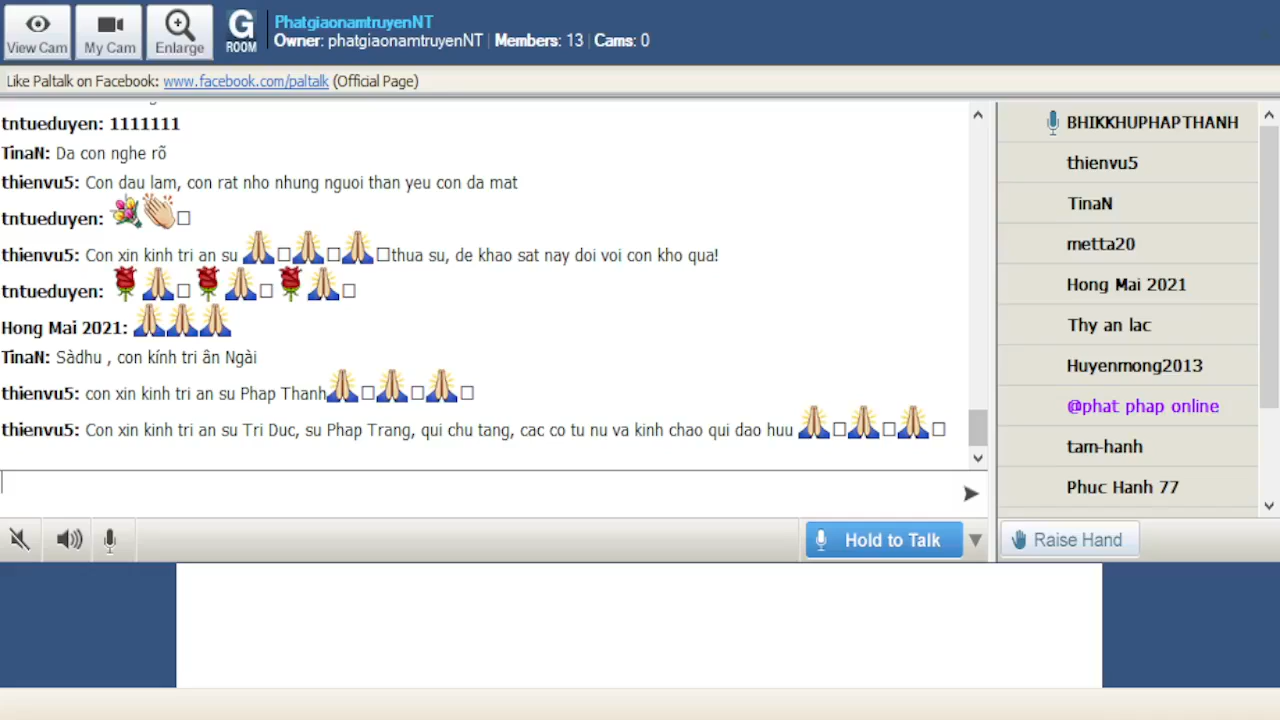 View Cam
My Cam
Enlarge
G
ROOM
PhatgiaonamtruyenNT
Owner: phatgiaonamtruyenNT | Members: 13 | Cams: 0
Like Paltalk on Facebook: www.facebook.com/paltalk (Official Page)
tntueduyen: 1111111
TinaN: Da con nghe rõ
thienvu5: Con dau lam, con rat nho nhung nguoi than yeu con da mat
tntueduyen: 💐👏□
thienvu5: Con xin kinh tri an su 🙏□🙏□🙏□thua su, de khao sat nay doi voi con kho qua!
tntueduyen: 🌹🙏□🌹🙏□🌹🙏□
Hong Mai 2021: 🙏🙏🙏
TinaN: Sàdhu , con kính tri ân Ngài
thienvu5: con xin kinh tri an su Phap Thanh🙏□🙏□🙏□
thienvu5: Con xin kinh tri an su Tri Duc, su Phap Trang, qui chu tang, cac co tu nu va kinh chao qui dao huu 🙏□🙏□🙏□
Hold to Talk
BHIKKHUPHAPTHANH
thienvu5
TinaN
metta20
Hong Mai 2021
Thy an lac
Huyenmong2013
@phat phap online
tam-hanh
Phuc Hanh 77
Raise Hand